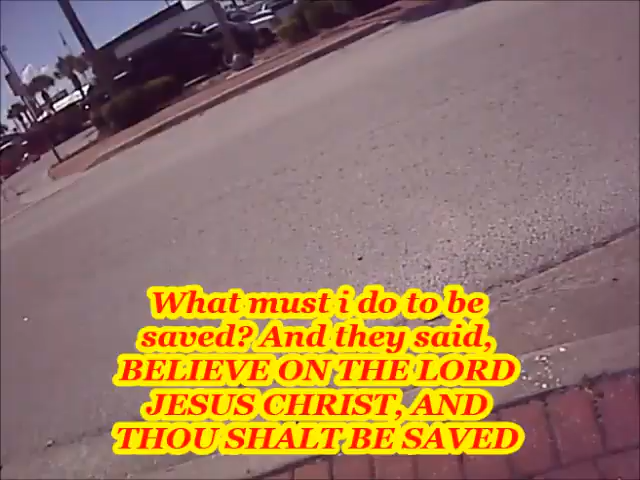 What must i do to be
saved? And they said,
BELIEVE ON THE LORD
JESUS CHRIST, AND
THOU SHALT BE SAVED